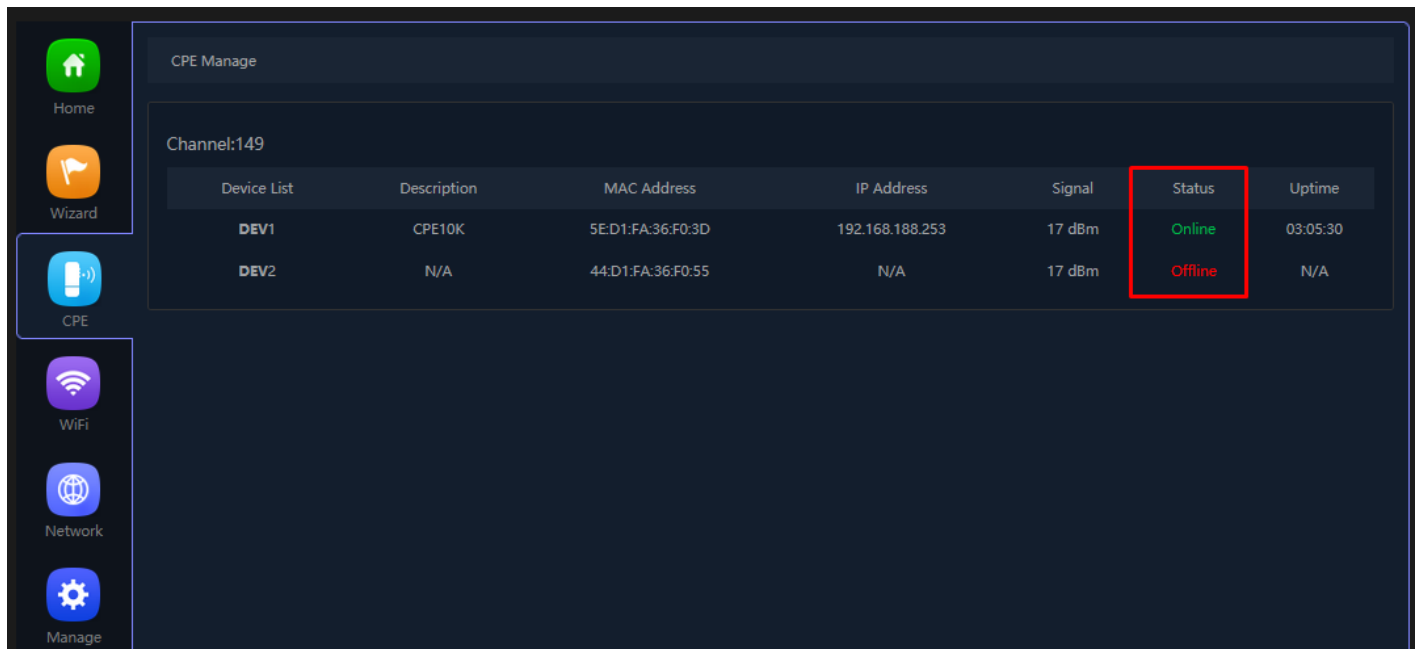 Home
Wizard
CPE
WiFi
Network
Manage
CPE Manage
Channel:149
Device List Description MAC Address IP Address Signal Status Uptime
DEV1 CPE10K 5E:D1:FA:36:F0:3D 192.168.188.253 17 dBm Online 03:05:30
DEV2 N/A 44:D1:FA:36:F0:55 N/A 17 dBm Offline N/A